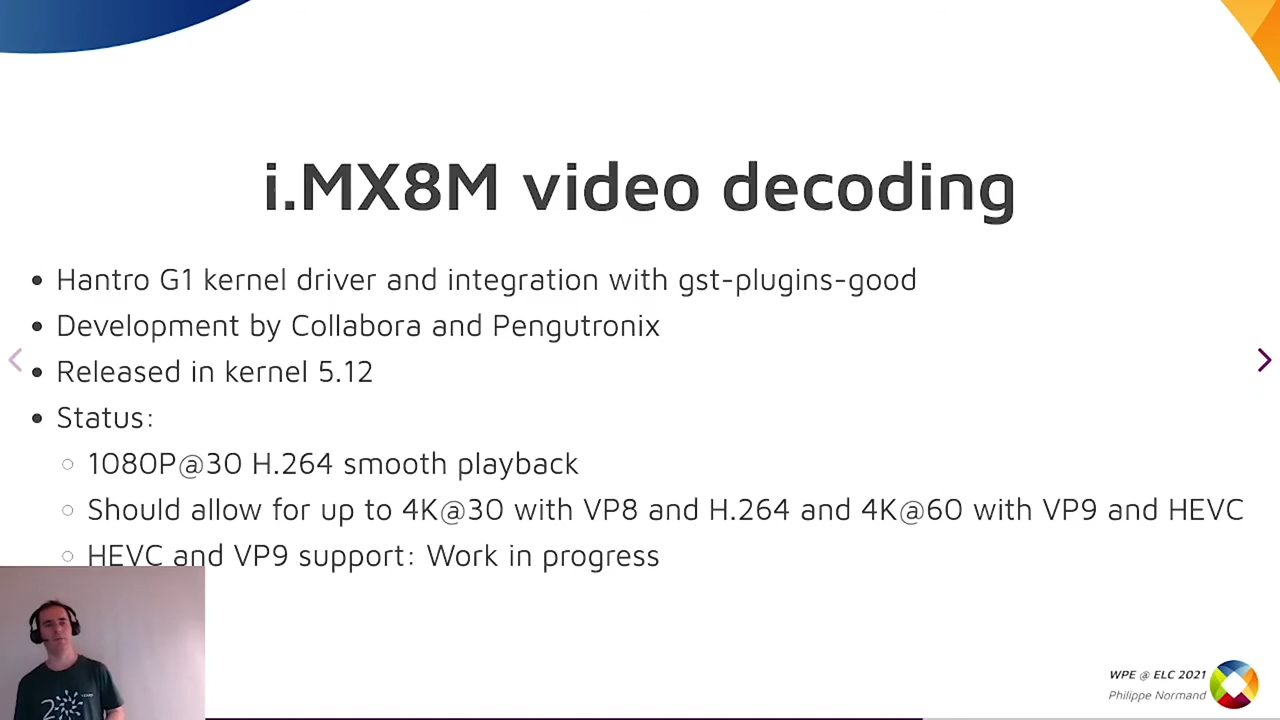 i.MX8M video decoding
Hantro G1 kernel driver and integration with gst-plugins-good
Development by Collabora and Pengutronix
Released in kernel 5.12
Status:
1080P@30 H.264 smooth playback
Should allow for up to 4K@30 with VP8 and H.264 and 4K@60 with VP9 and HEVC
HEVC and VP9 support: Work in progress
WPE @ ELC 2021
Philippe Normand